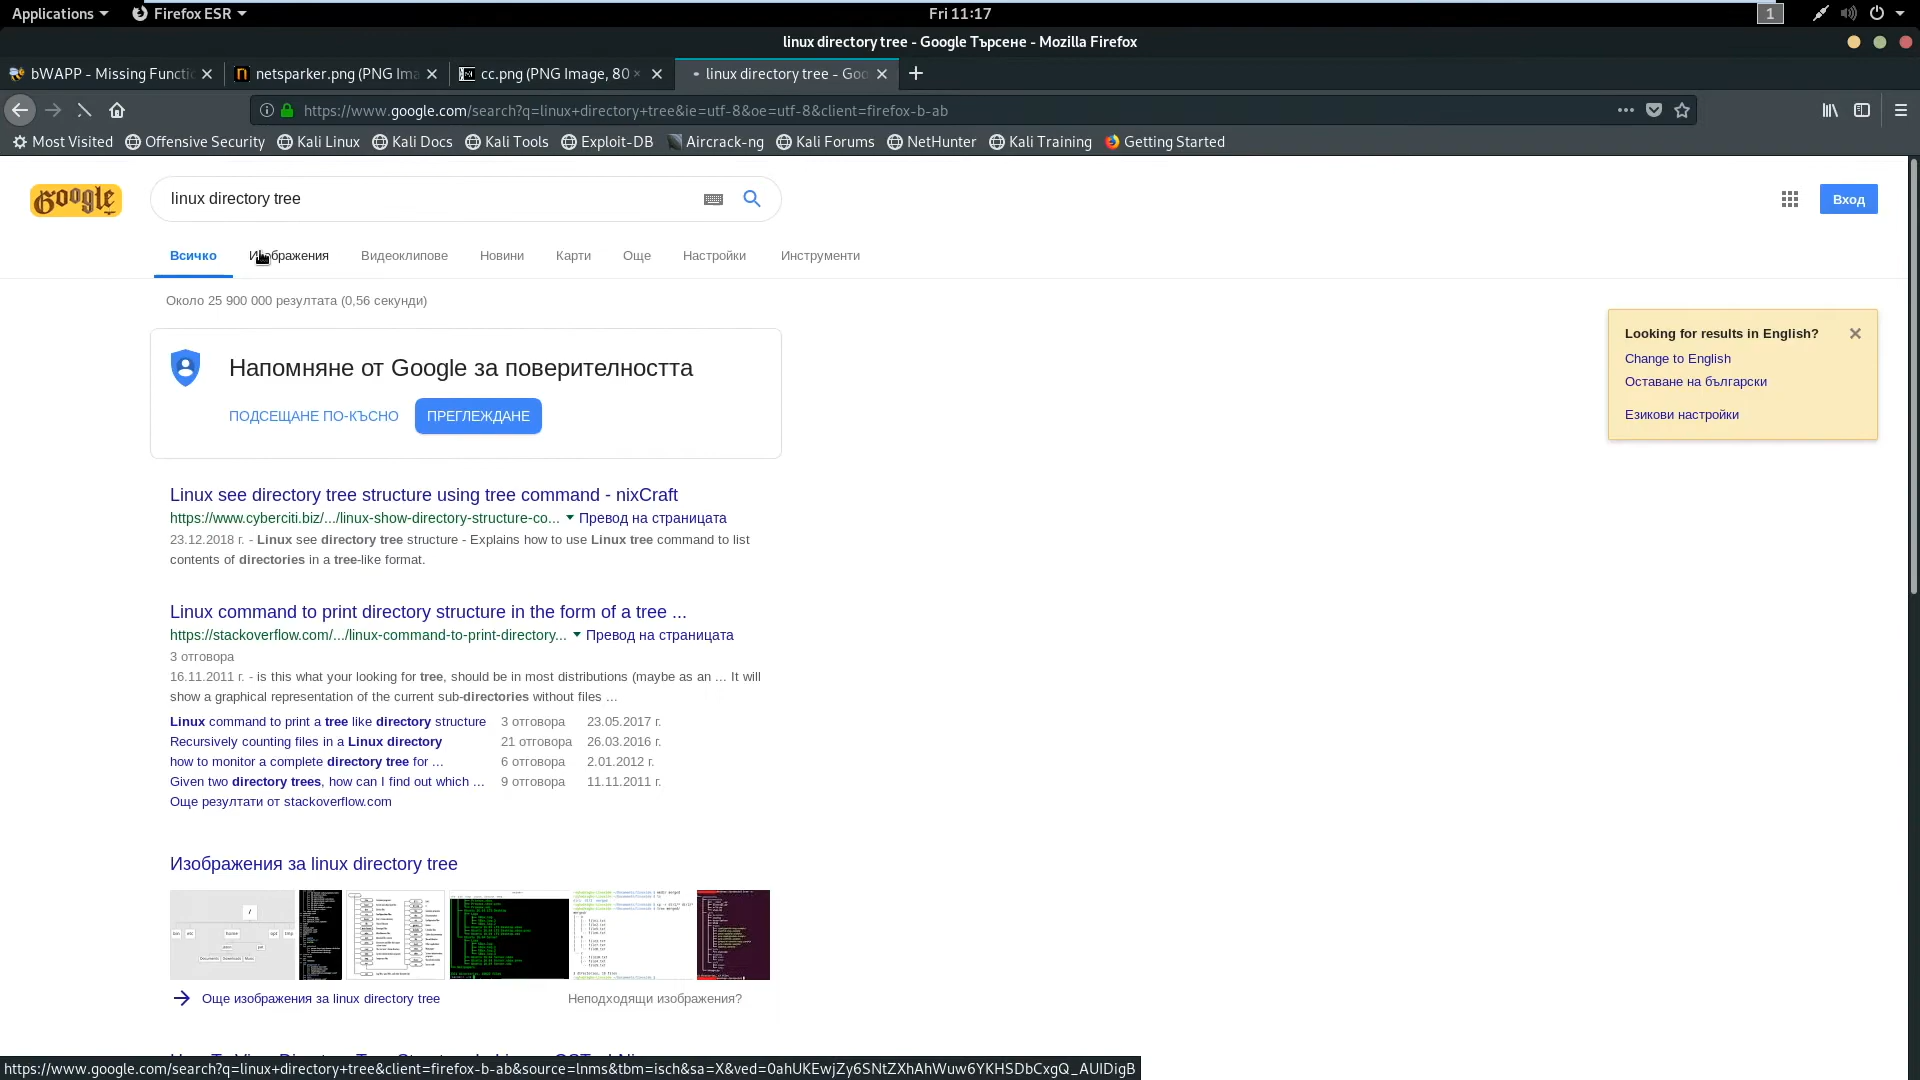 Applications Firefox ESR Fri 11:17 1
linux directory tree - Google Търсене - Mozilla Firefox
bWAPP - Missing Functi netsparker.png (PNG Ima cc.png (PNG Image, 80 × linux directory tree - Goo
https://www.google.com/search?q=linux+directory+tree&ie=utf-8&oe=utf-8&client=firefox-b-ab
Most Visited Offensive Security Kali Linux Kali Docs Kali Tools Exploit-DB Aircrack-ng Kali Forums NetHunter Kali Training Getting Started
Google linux directory tree Вход
Всичко Изображения Видеоклипове Новини Карти Още Настройки Инструменти
Около 25 900 000 резултата (0,56 секунди)
Looking for results in English?
Change to English
Оставане на български
Езикови настройки
Напомняне от Google за поверителността
ПОДСЕЩАНЕ ПО-КЪСНО ПРЕГЛЕЖДАНЕ
Linux see directory tree structure using tree command - nixCraft
https://www.cyberciti.biz/.../linux-show-directory-structure-co... Превод на страницата
23.12.2018 г. - Linux see directory tree structure - Explains how to use Linux tree command to list
contents of directories in a tree-like format.
Linux command to print directory structure in the form of a tree ...
https://stackoverflow.com/.../linux-command-to-print-directory... Превод на страницата
3 отговора
16.11.2011 г. - is this what your looking for tree, should be in most distributions (maybe as an ... It will
show a graphical representation of the current sub-directories without files ...
Linux command to print a tree like directory structure 3 отговора 23.05.2017 г.
Recursively counting files in a Linux directory 21 отговора 26.03.2016 г.
how to monitor a complete directory tree for ... 6 отговора 2.01.2012 г.
Given two directory trees, how can I find out which ... 9 отговора 11.11.2011 г.
Още резултати от stackoverflow.com
Изображения за linux directory tree
Още изображения за linux directory tree Неподходящи изображения?
https://www.google.com/search?q=linux+directory+tree&client=firefox-b-ab&source=lnms&tbm=isch&sa=X&ved=0ahUKEwjZy6SNtZXhAhWuw6YKHSDbCxgQ_AUIDigB